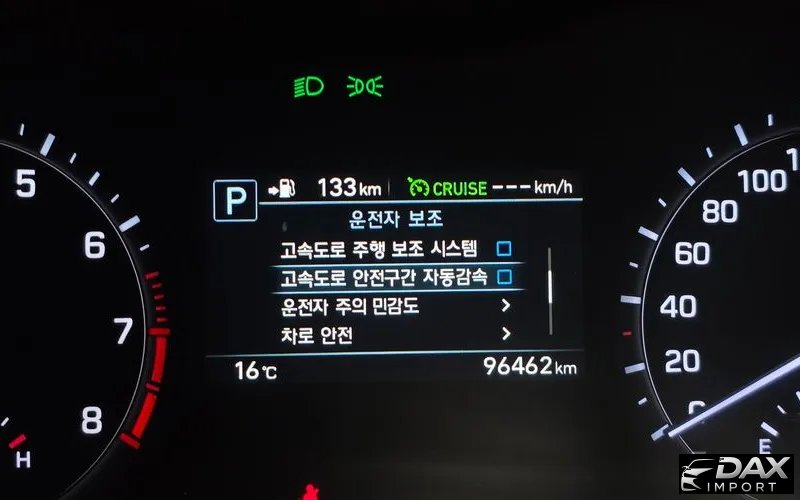 P 133 km CRUISE --- km/h
운전자 보조
고속도로 주행 보조 시스템
고속도로 안전구간 자동감속
운전자 주의 민감도
차로 안전
16℃ 96462 km
5
6
7
8
H
100
80
60
40
20
E
DAX
IMPORT